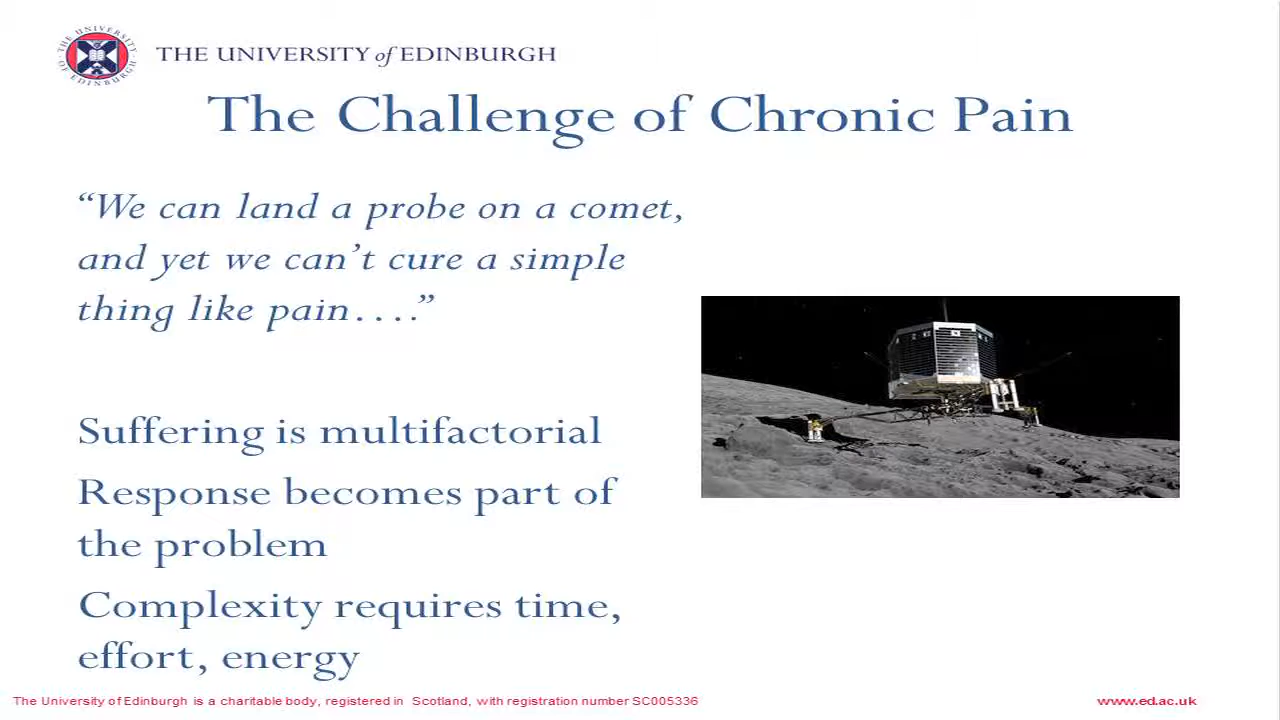 THE UNIVERSITY of EDINBURGH
The Challenge of Chronic Pain
“We can land a probe on a comet,
and yet we can’t cure a simple
thing like pain….”
Suffering is multifactorial
Response becomes part of
the problem
Complexity requires time,
effort, energy
The University of Edinburgh is a charitable body, registered in Scotland, with registration number SC005336
www.ed.ac.uk